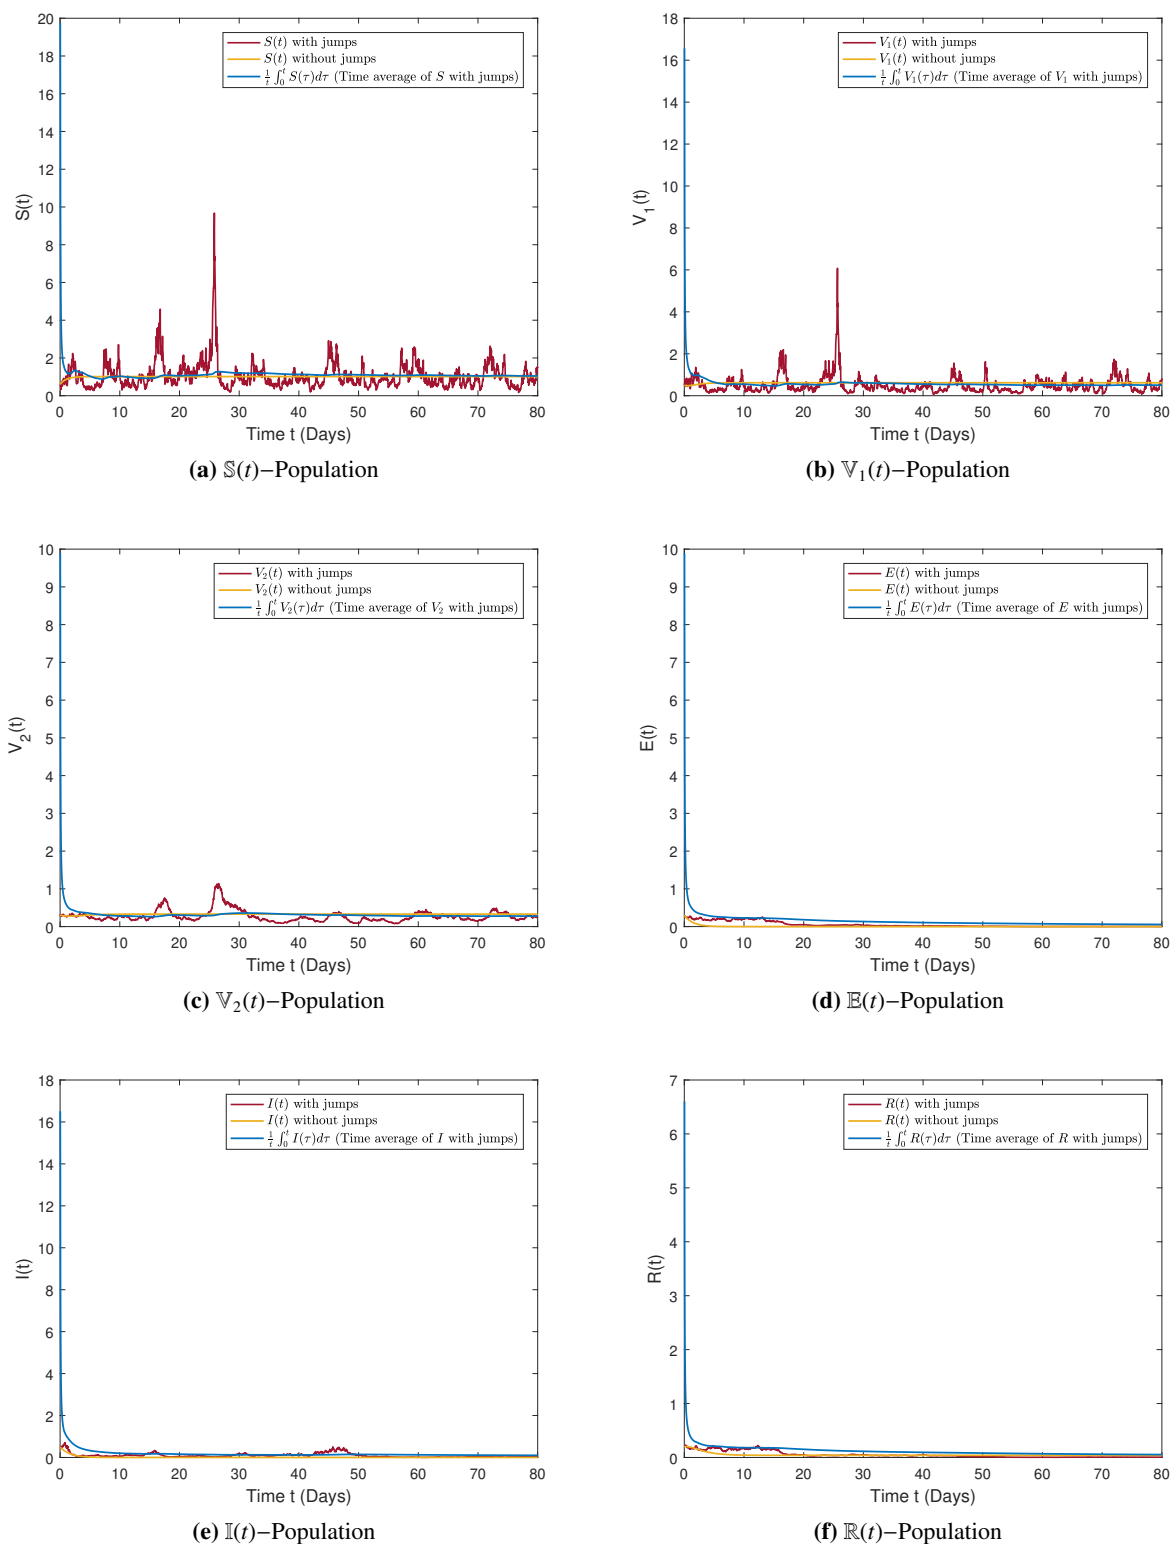 20
18
16
14
12
10
8
6
4
2
0
S(t)
S(t) with jumps
S(t) without jumps
1/t ∫₀ᵗ S(τ)dτ (Time average of S with jumps)
0 10 20 30 40 50 60 70 80
Time t (Days)
(a) 𝕊(t)−Population
18
16
14
12
10
8
6
4
2
0
V₁(t)
V₁(t) with jumps
V₁(t) without jumps
1/t ∫₀ᵗ V₁(τ)dτ (Time average of V₁ with jumps)
0 10 20 30 40 50 60 70 80
Time t (Days)
(b) 𝕍₁(t)−Population
10
9
8
7
6
5
4
3
2
1
0
V₂(t)
V₂(t) with jumps
V₂(t) without jumps
1/t ∫₀ᵗ V₂(τ)dτ (Time average of V₂ with jumps)
0 10 20 30 40 50 60 70 80
Time t (Days)
(c) 𝕍₂(t)−Population
10
9
8
7
6
5
4
3
2
1
0
E(t)
E(t) with jumps
E(t) without jumps
1/t ∫₀ᵗ E(τ)dτ (Time average of E with jumps)
0 10 20 30 40 50 60 70 80
Time t (Days)
(d) 𝔼(t)−Population
18
16
14
12
10
8
6
4
2
0
I(t)
I(t) with jumps
I(t) without jumps
1/t ∫₀ᵗ I(τ)dτ (Time average of I with jumps)
0 10 20 30 40 50 60 70 80
Time t (Days)
(e) 𝕀(t)−Population
7
6
5
4
3
2
1
0
R(t)
R(t) with jumps
R(t) without jumps
1/t ∫₀ᵗ R(τ)dτ (Time average of R with jumps)
0 10 20 30 40 50 60 70 80
Time t (Days)
(f) ℝ(t)−Population